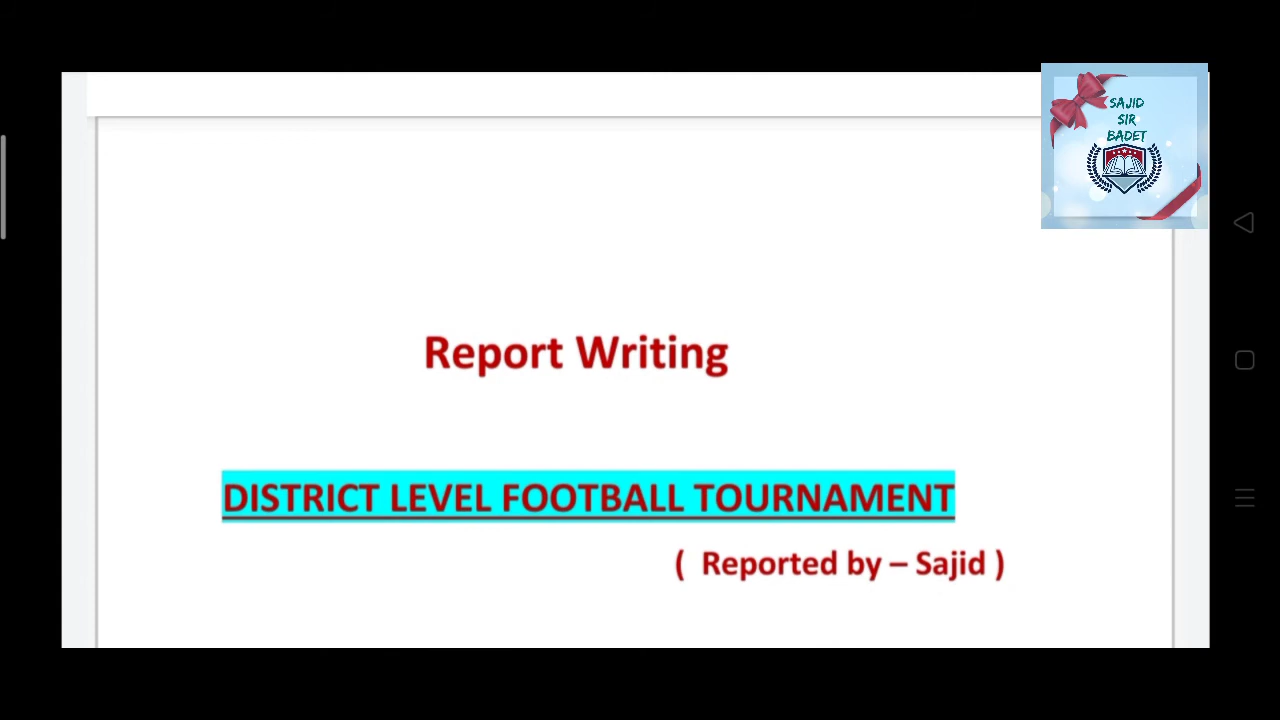 SAJID
SIR
BADET
Report Writing
DISTRICT LEVEL FOOTBALL TOURNAMENT
( Reported by – Sajid )